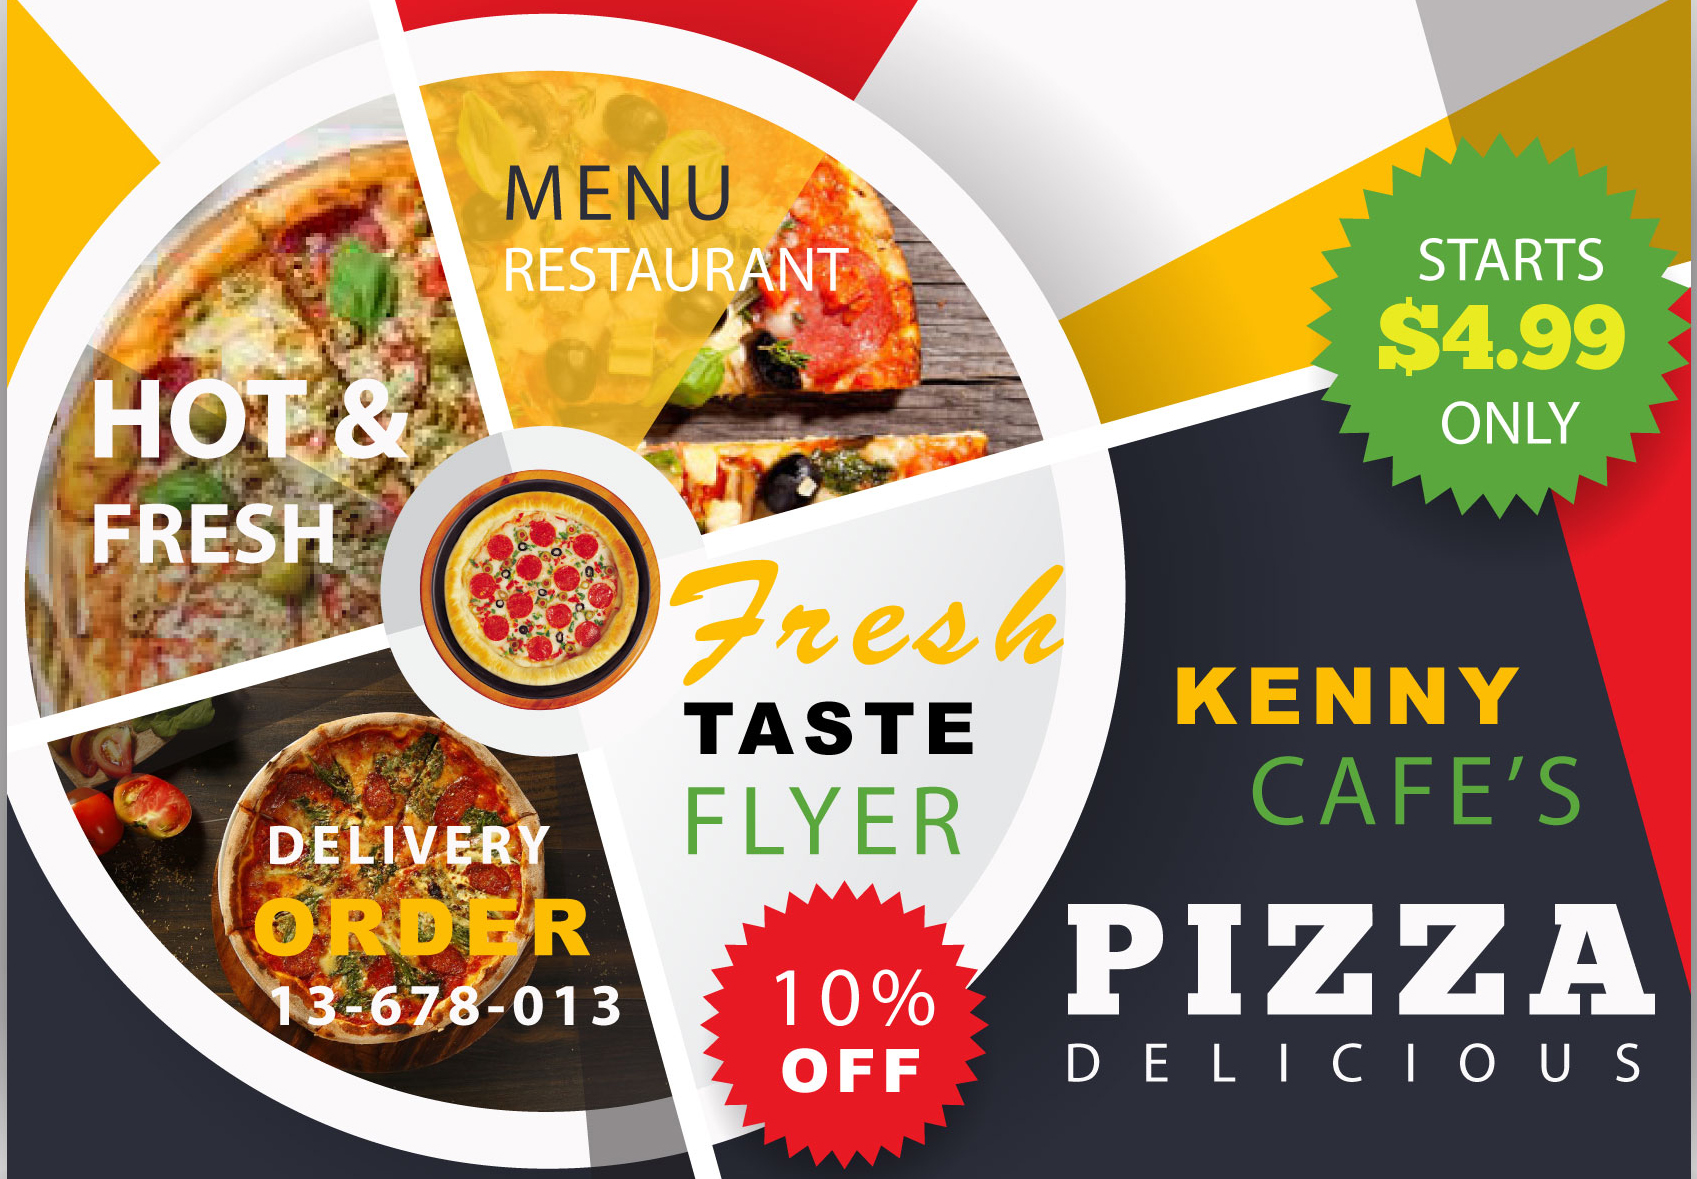 MENU
RESTAURANT
HOT &
FRESH
STARTS
$4.99
ONLY
Fresh
TASTE
FLYER
KENNY
CAFE'S
DELIVERY
ORDER
13-678-013
10%
OFF
PIZZA
DELICIOUS